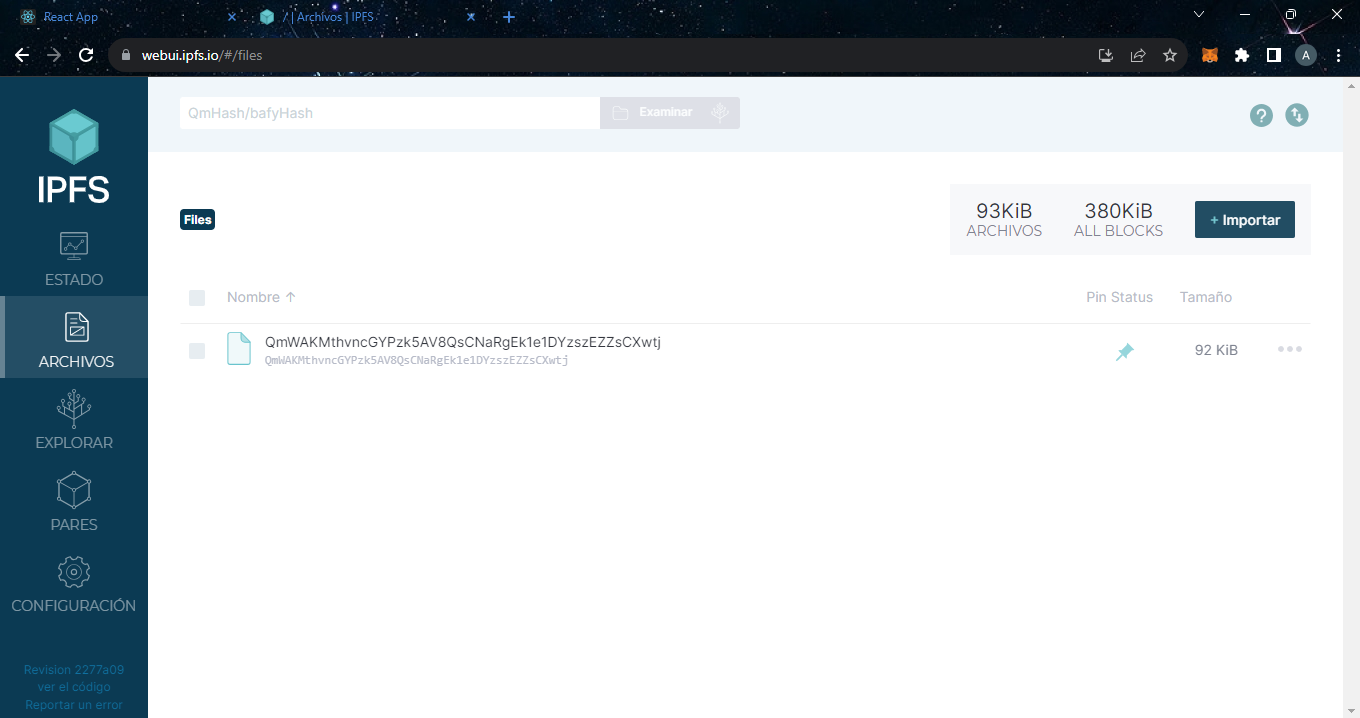 React App
/ | Archivos | IPFS
webui.ipfs.io/#/files
A
IPFS
ESTADO
ARCHIVOS
EXPLORAR
PARES
CONFIGURACIÓN
Revision 2277a09
ver el código
Reportar un error
QmHash/bafyHash
Examinar
?
Files
93KiB
ARCHIVOS
380KiB
ALL BLOCKS
+ Importar
Nombre ↑
Pin Status
Tamaño
QmWAKMthvncGYPzk5AV8QsCNaRgEk1e1DYzszEZZsCXwtj
QmWAKMthvncGYPzk5AV8QsCNaRgEk1e1DYzszEZZsCXwtj
92 KiB